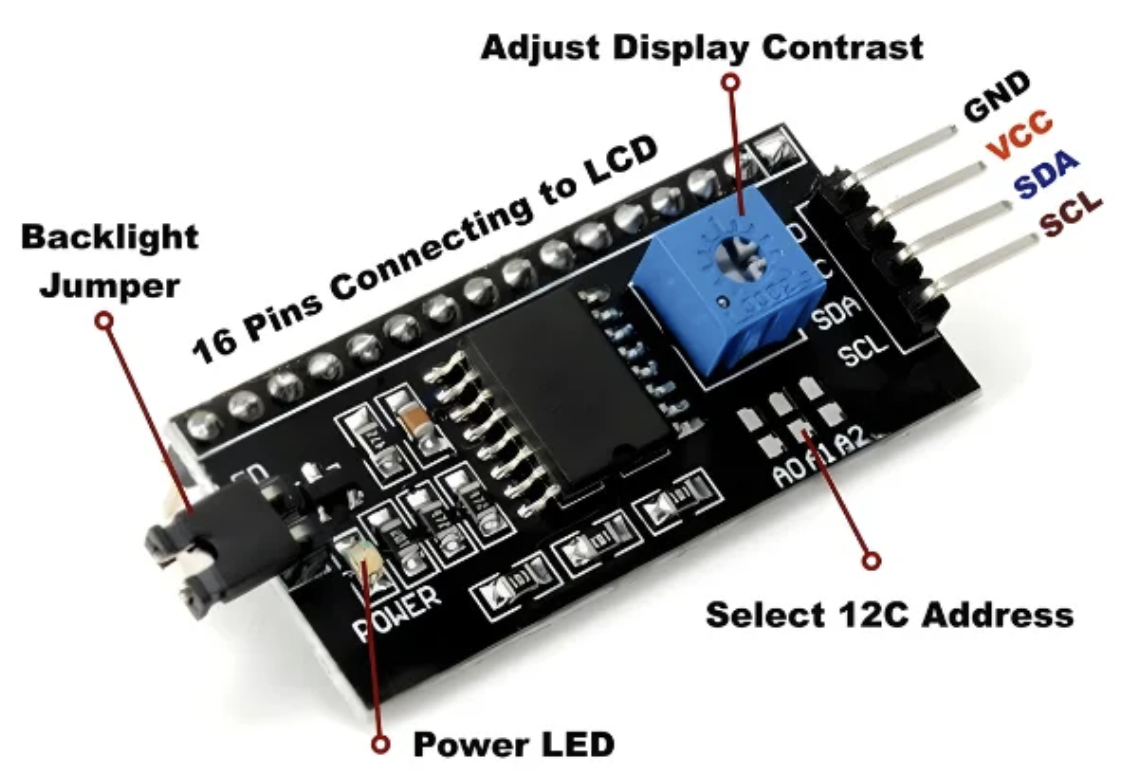 Adjust Display Contrast
GND
VCC
SDA
SCL
16 Pins Connecting to LCD
Backlight
Jumper
SDA
SCL
A0 A1 A2
POWER
Select 12C Address
Power LED